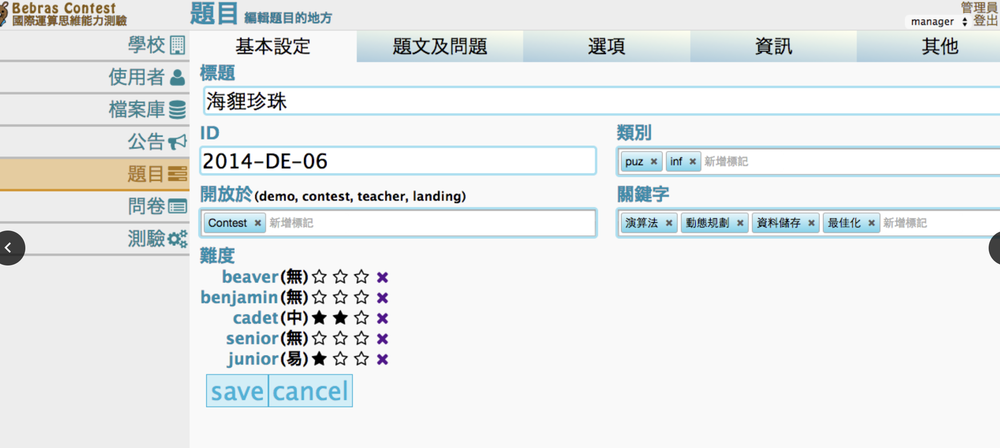 Bebras Contest
國際運算思維能力測驗
題目 編輯題目的地方
管理員
manager 登出
學校
使用者
檔案庫
公告
題目
問卷
測驗
基本設定 題文及問題 選項 資訊 其他
標題
海貍珍珠
ID 類別
2014-DE-06 puz inf 新增標記
開放於(demo, contest, teacher, landing) 關鍵字
Contest 新增標記 演算法 動態規劃 資料儲存 最佳化 新增標記
難度
beaver(無)
benjamin(無)
cadet(中)
senior(無)
junior(易)
save cancel